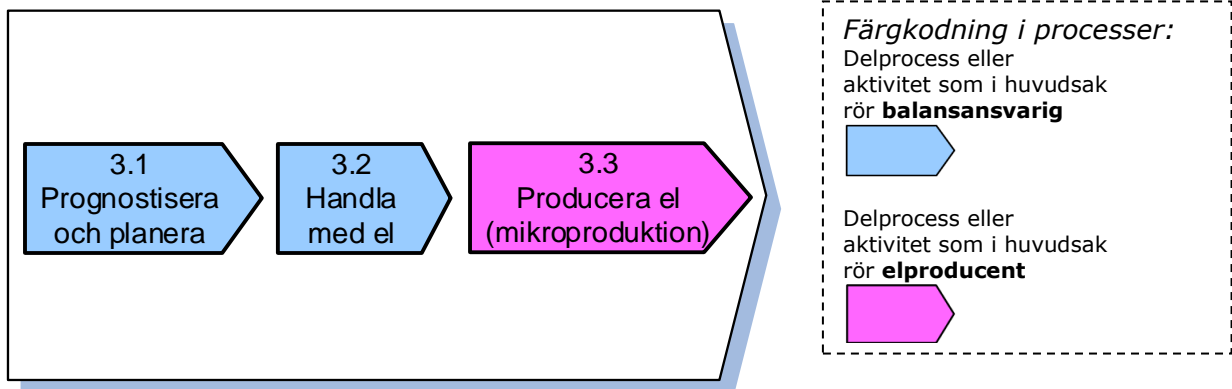 3.1
Prognostisera
och planera
3.2
Handla
med el
3.3
Producera el
(mikroproduktion)
Färgkodning i processer:
Delprocess eller
aktivitet som i huvudsak
rör balansansvarig
Delprocess eller
aktivitet som i huvudsak
rör elproducent